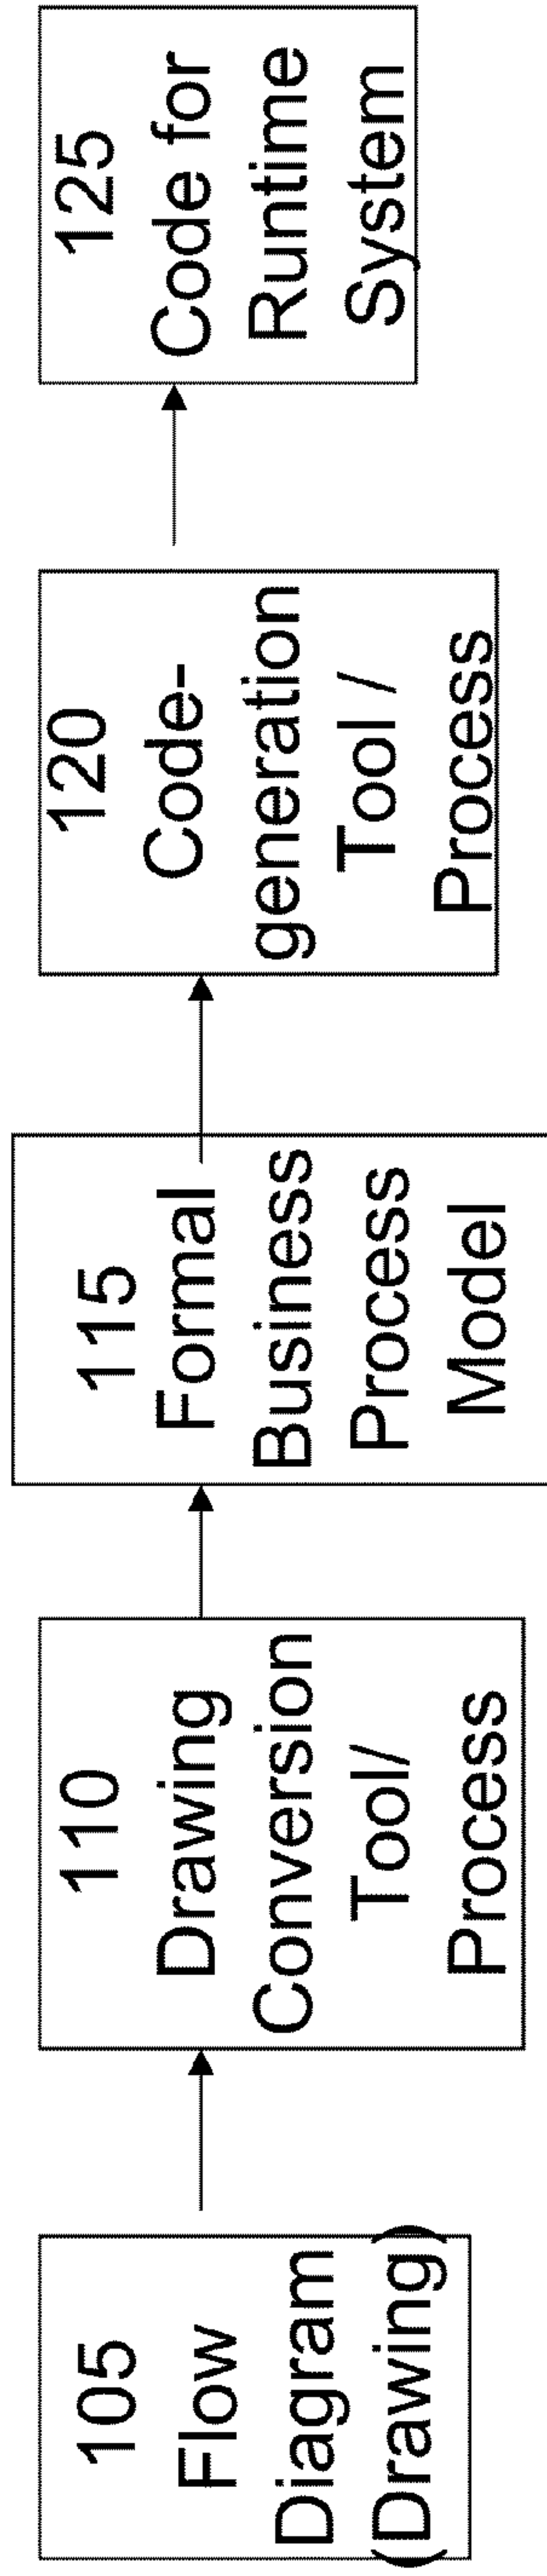 105
Flow
Diagram
(Drawing)
110
Drawing
Conversion
Tool/
Process
115
Formal
Business
Process
Model
120
Code-
generation
Tool /
Process
125
Code for
Runtime
System